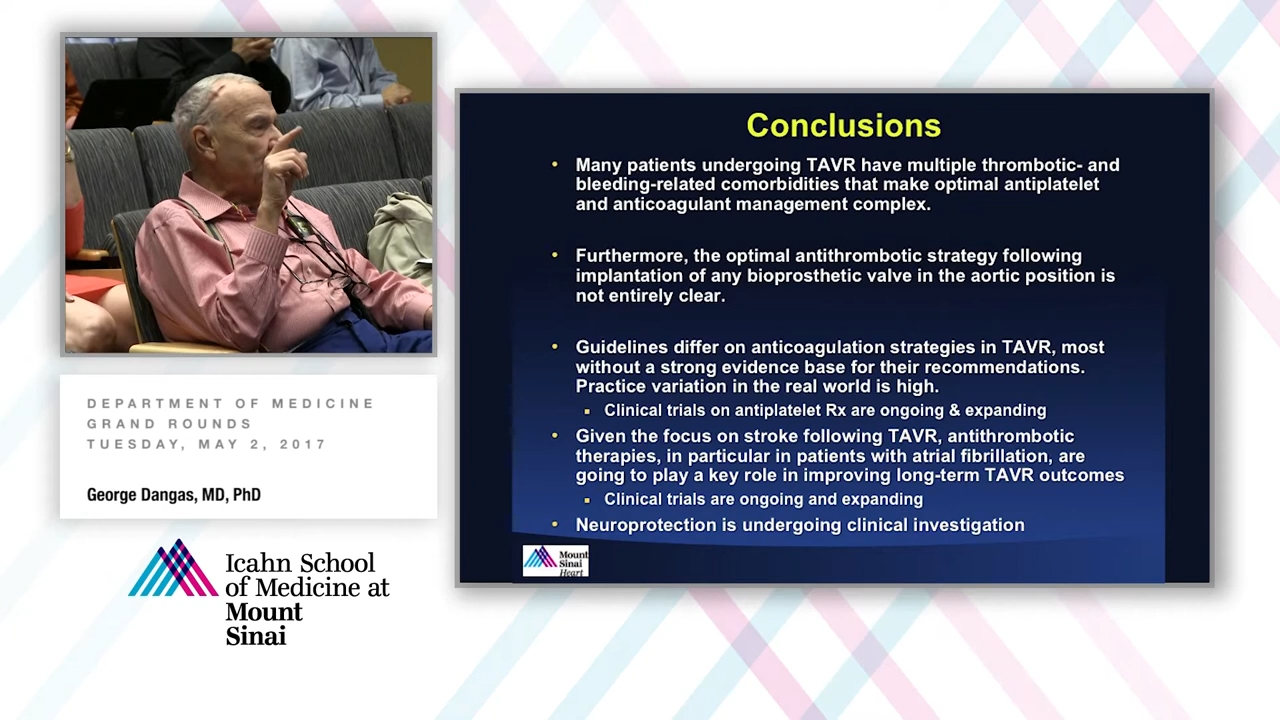 DEPARTMENT OF MEDICINE
GRAND ROUNDS
TUESDAY, MAY 2, 2017
George Dangas, MD, PhD
Icahn School
of Medicine at
Mount
Sinai
Conclusions
• Many patients undergoing TAVR have multiple thrombotic- and
bleeding-related comorbidities that make optimal antiplatelet
and anticoagulant management complex.
• Furthermore, the optimal antithrombotic strategy following
implantation of any bioprosthetic valve in the aortic position is
not entirely clear.
• Guidelines differ on anticoagulation strategies in TAVR, most
without a strong evidence base for their recommendations.
Practice variation in the real world is high.
▪ Clinical trials on antiplatelet Rx are ongoing & expanding
• Given the focus on stroke following TAVR, antithrombotic
therapies, in particular in patients with atrial fibrillation, are
going to play a key role in improving long-term TAVR outcomes
▪ Clinical trials are ongoing and expanding
• Neuroprotection is undergoing clinical investigation
Mount
Sinai
Heart